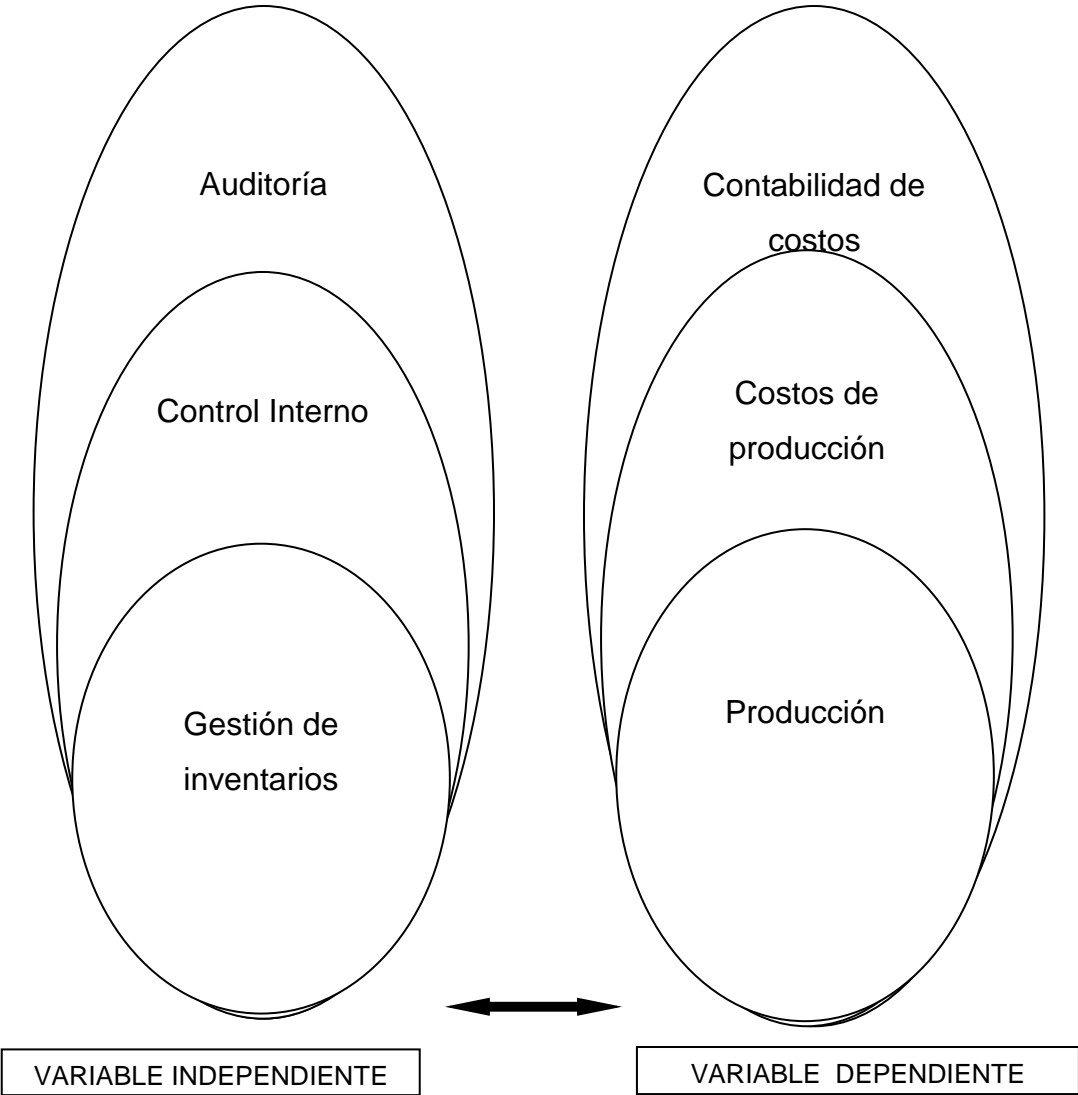 Auditoría
Control Interno
Gestión de
inventarios
VARIABLE INDEPENDIENTE
Contabilidad de
costos
Costos de
producción
Producción
VARIABLE DEPENDIENTE